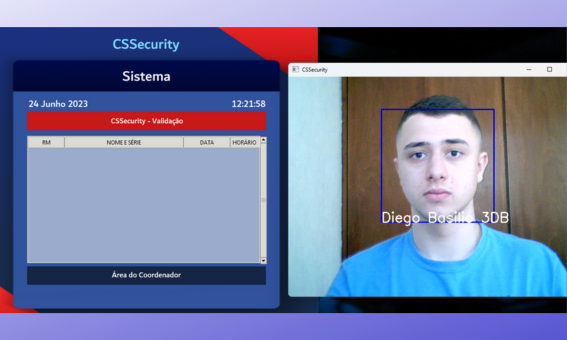 CSSecurity
Sistema
24 Junho 2023 12:21:58
CSSecurity - Validação
RM NOME E SÉRIE DATA HORÁRIO
Área do Coordenador
CSSecurity
Diego Basilio 3DB